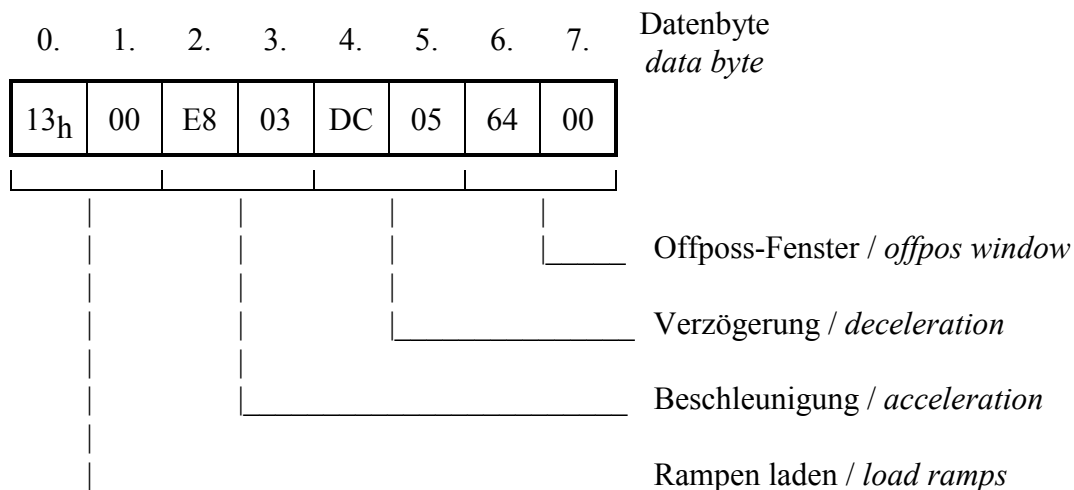 0. 1. 2. 3. 4. 5. 6. 7. Datenbyte
data byte
13h 00 E8 03 DC 05 64 00
Offposs-Fenster / offpos window
Verzögerung / deceleration
Beschleunigung / acceleration
Rampen laden / load ramps